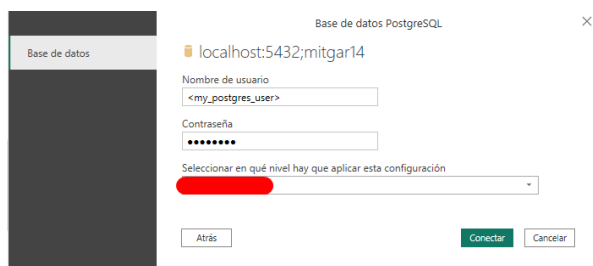 Base de datos PostgreSQL
Base de datos
localhost:5432;mitgar14
Nombre de usuario
<my_postgres_user>
Contraseña
••••••••
Seleccionar en qué nivel hay que aplicar esta configuración
Atrás
Conectar
Cancelar